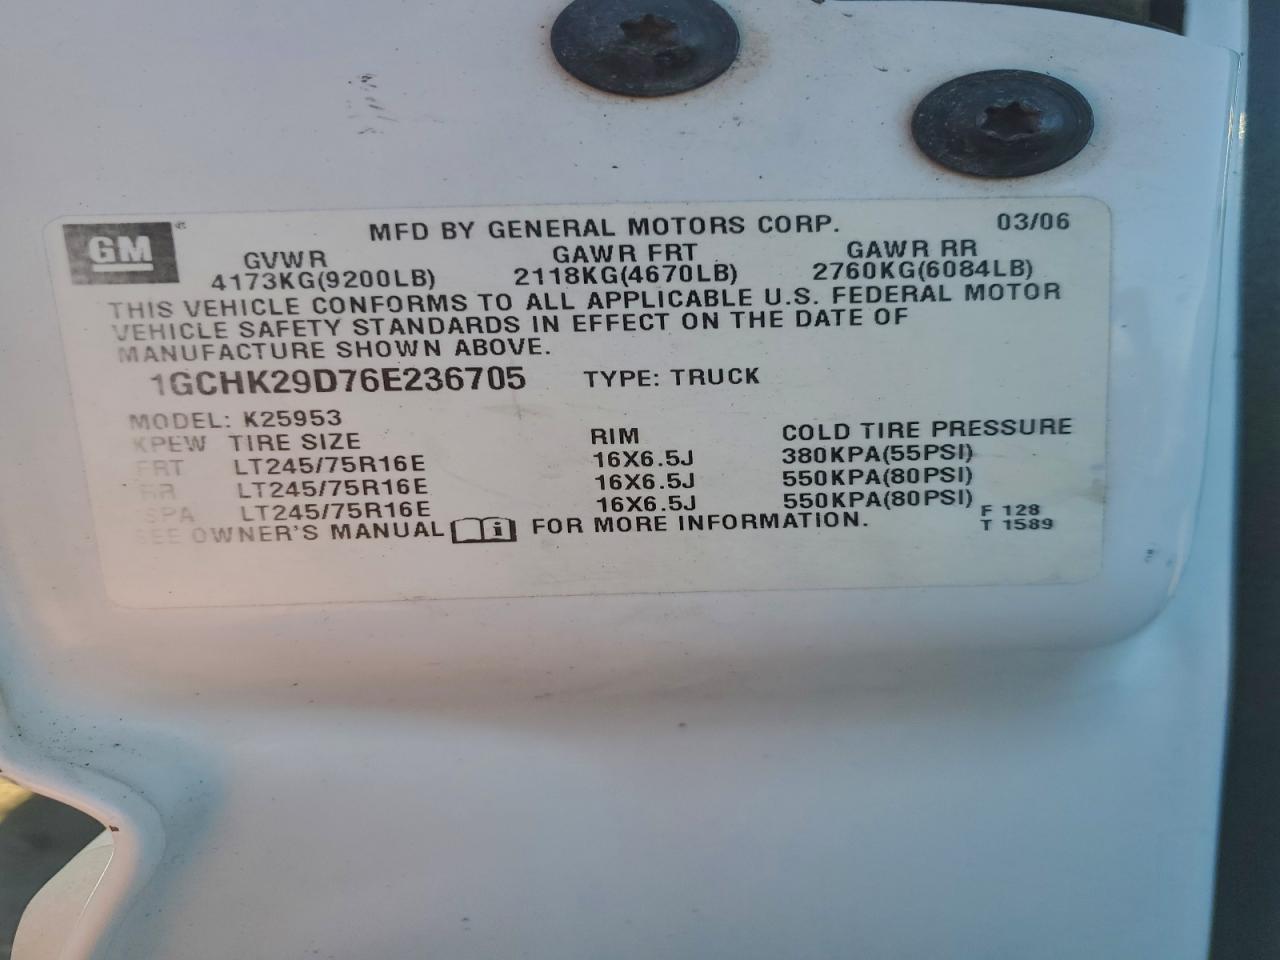 GM
MFD BY GENERAL MOTORS CORP. 03/06
GVWR GAWR FRT GAWR RR
4173KG(9200LB) 2118KG(4670LB) 2760KG(6084LB)
THIS VEHICLE CONFORMS TO ALL APPLICABLE U.S. FEDERAL MOTOR
VEHICLE SAFETY STANDARDS IN EFFECT ON THE DATE OF
MANUFACTURE SHOWN ABOVE.
1GCHK29D76E236705 TYPE: TRUCK
MODEL: K25953
KPEW TIRE SIZE RIM COLD TIRE PRESSURE
FRT LT245/75R16E 16X6.5J 380KPA(55PSI)
RR LT245/75R16E 16X6.5J 550KPA(80PSI)
SPA LT245/75R16E 16X6.5J 550KPA(80PSI)
SEE OWNER'S MANUAL i FOR MORE INFORMATION.
F 128
T 1589